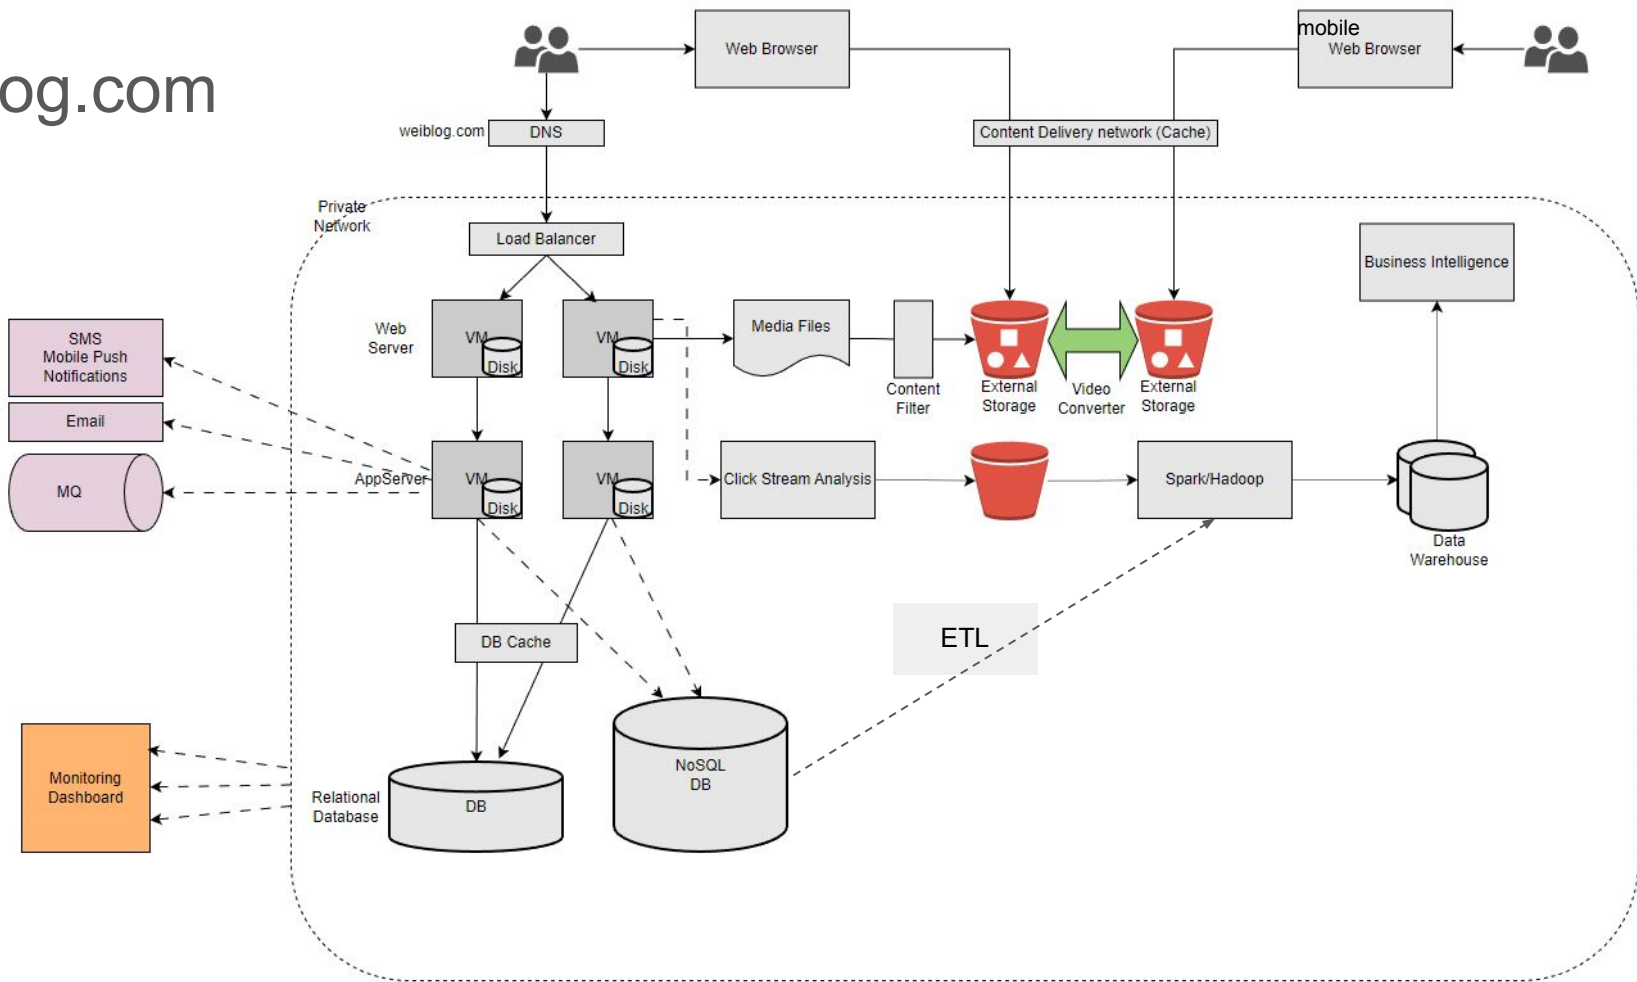 og.com
Web Browser
mobile
Web Browser
weiblog.com
DNS
Content Delivery network (Cache)
Private
Network
Load Balancer
Business Intelligence
SMS
Mobile Push
Notifications
Email
MQ
Web
Server
VM
Disk
VM
Disk
Media Files
Content
Filter
External
Storage
Video
Converter
External
Storage
AppServer
VM
Disk
VM
Disk
Click Stream Analysis
Spark/Hadoop
Data
Warehouse
DB Cache
ETL
Monitoring
Dashboard
Relational
Database
DB
NoSQL
DB